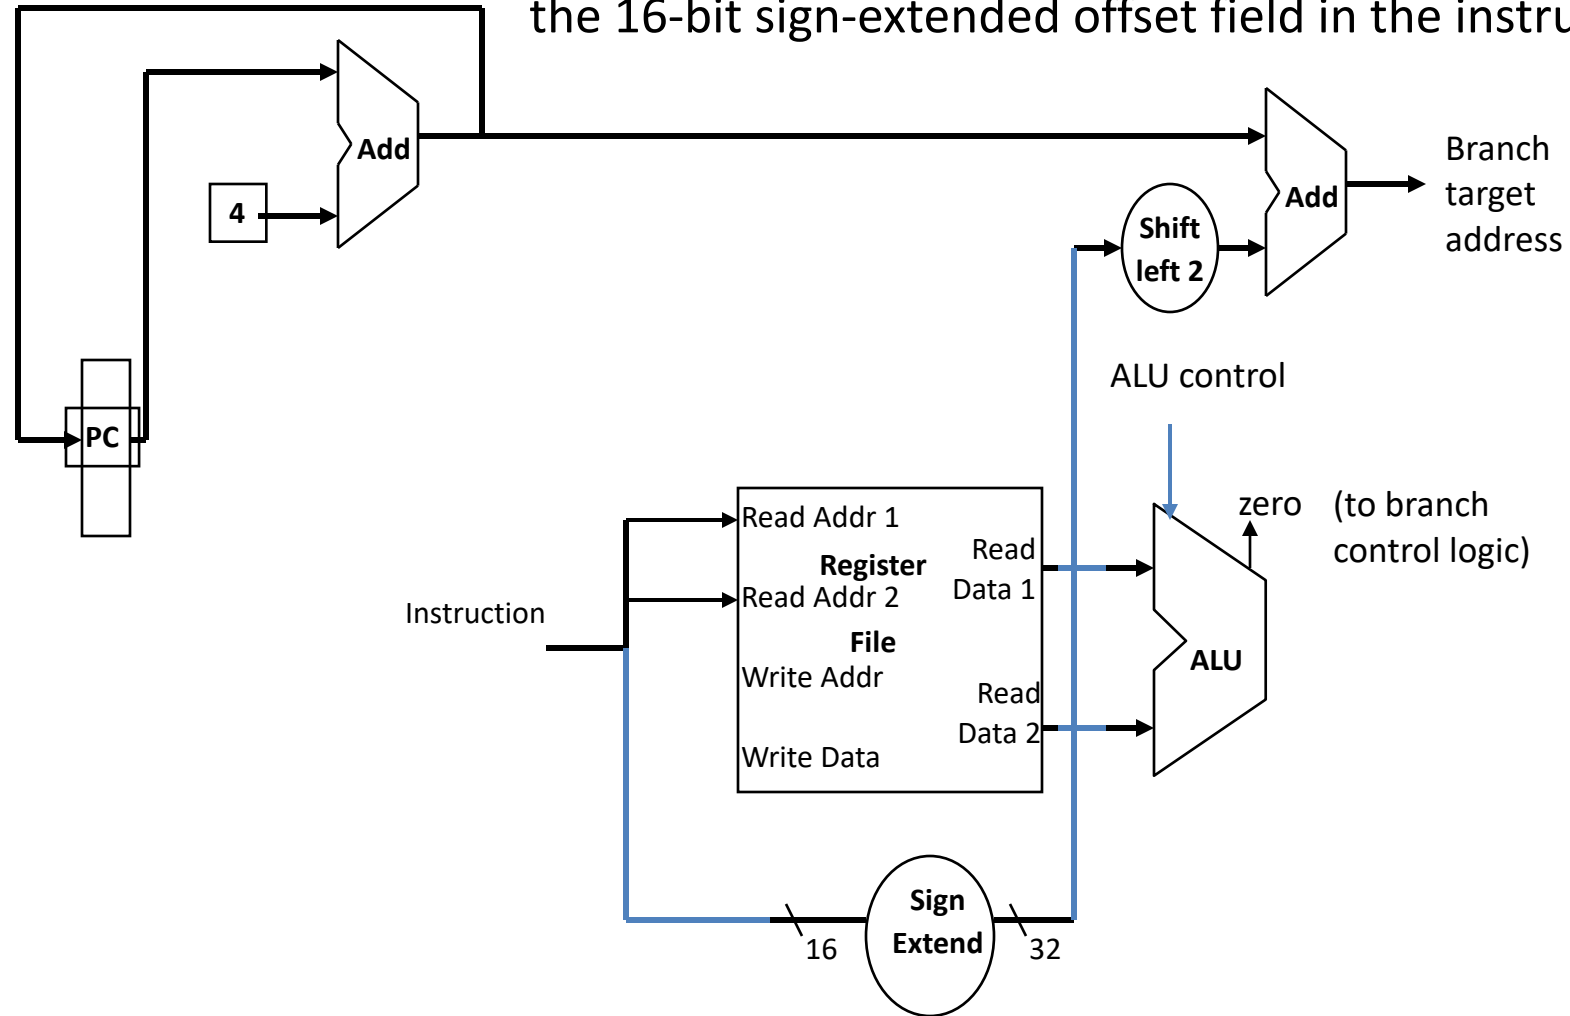 the 16-bit sign-extended offset field in the
Add
4
Branch
target
address
Add
Shift
left 2
ALU control
PC
zero
(to branch
control logic)
Read Addr 1
Register
Read Addr 2
File
Write Addr
Write Data
Read
Data 1
Read
Data 2
Instruction
ALU
Sign
Extend
16
32